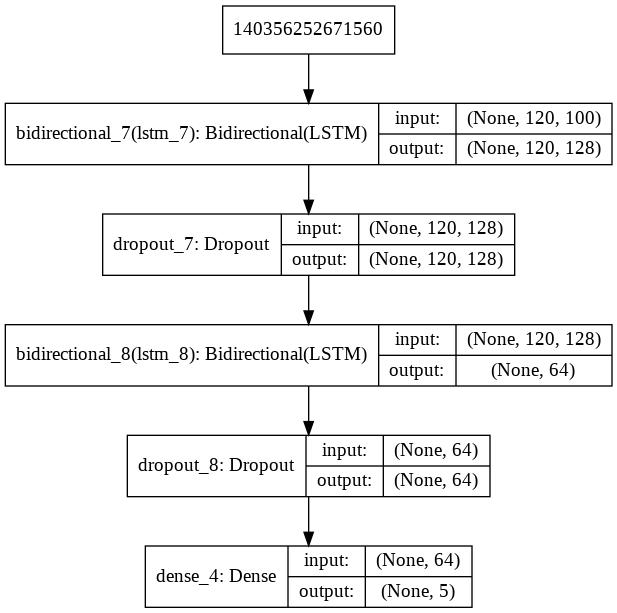 140356252671560
bidirectional_7(lstm_7): Bidirectional(LSTM)
input: (None, 120, 100)
output: (None, 120, 128)
dropout_7: Dropout
input: (None, 120, 128)
output: (None, 120, 128)
bidirectional_8(lstm_8): Bidirectional(LSTM)
input: (None, 120, 128)
output: (None, 64)
dropout_8: Dropout
input: (None, 64)
output: (None, 64)
dense_4: Dense
input: (None, 64)
output: (None, 5)